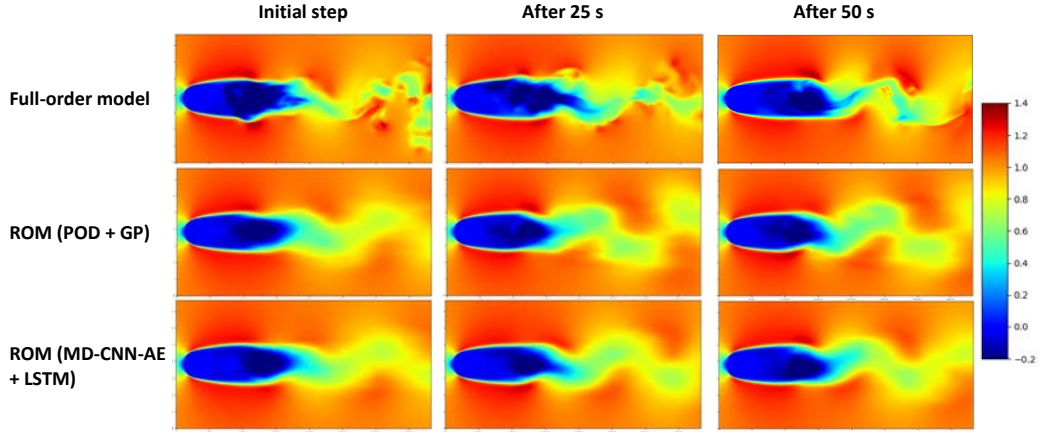 Initial step
After 25 s
After 50 s
Full-order model
ROM (POD + GP)
ROM (MD-CNN-AE
+ LSTM)
1.4
1.2
1.0
0.8
0.6
0.4
0.2
0.0
−0.2